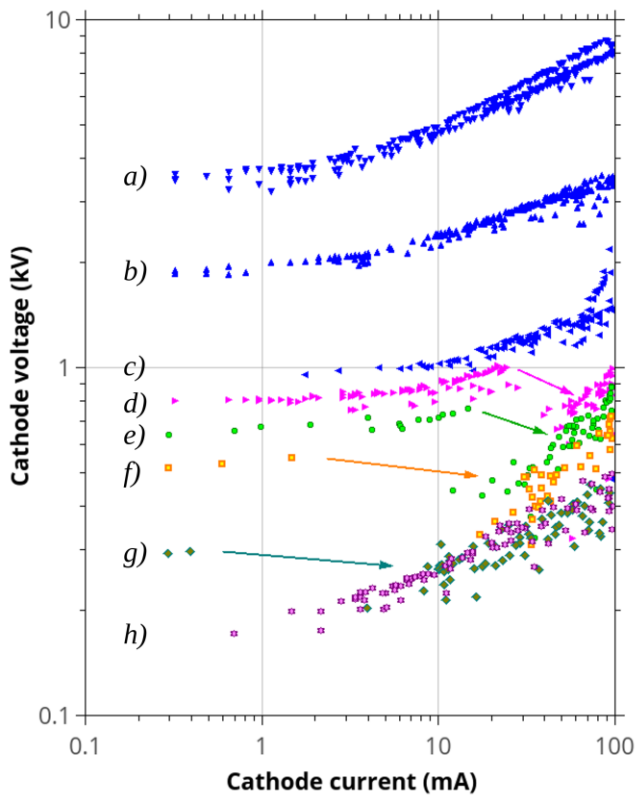 10
a)
b)
c)
1
d)
e)
f)
g)
h)
0.1
0.1 1 10 100
Cathode voltage (kV)
Cathode current (mA)